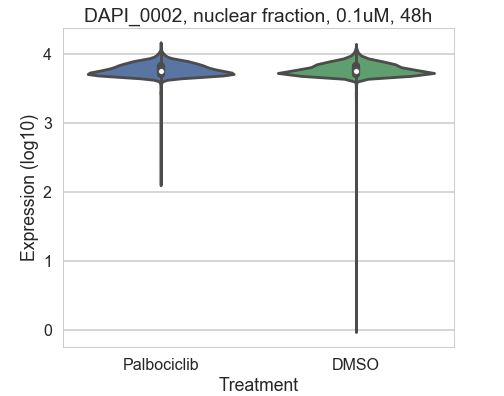 DAPI_0002, nuclear fraction, 0.1uM, 48h
Expression (log10)
4
3
2
1
0
Palbociclib
DMSO
Treatment